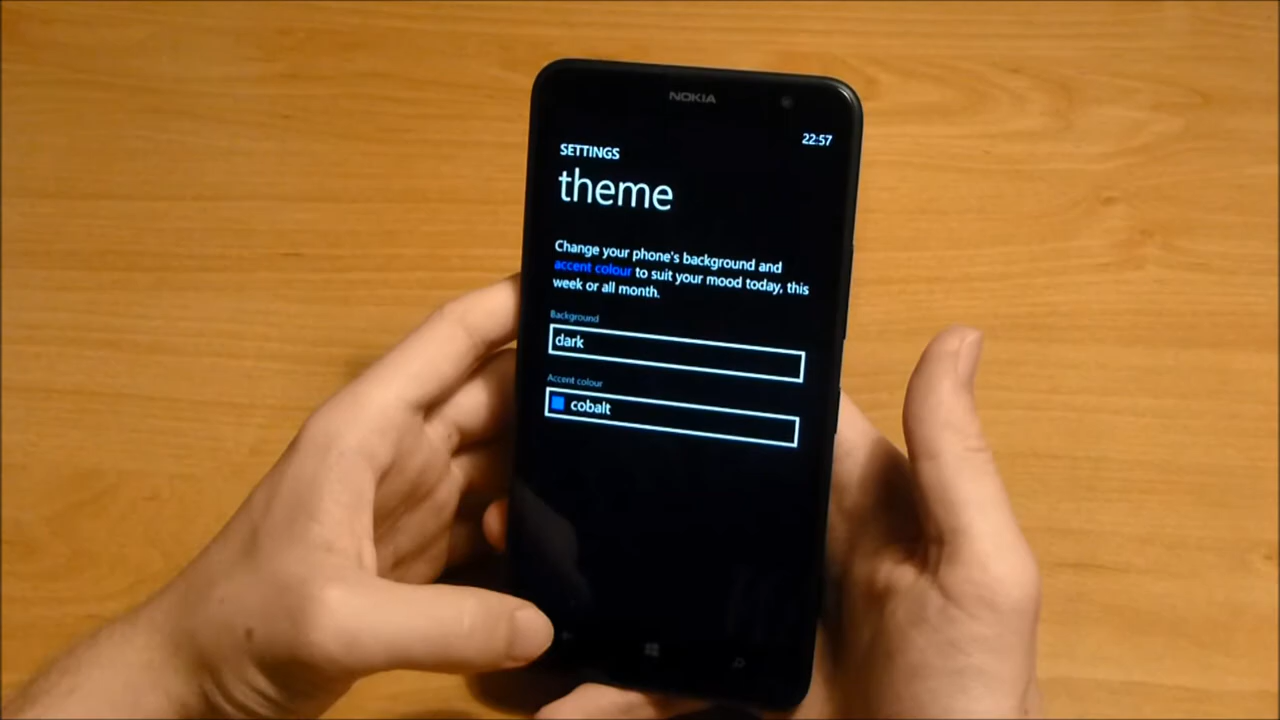 NOKIA
22:57
SETTINGS
theme
Change your phone's background and
accent colour to suit your mood today, this
week or all month.
Background
dark
Accent colour
cobalt